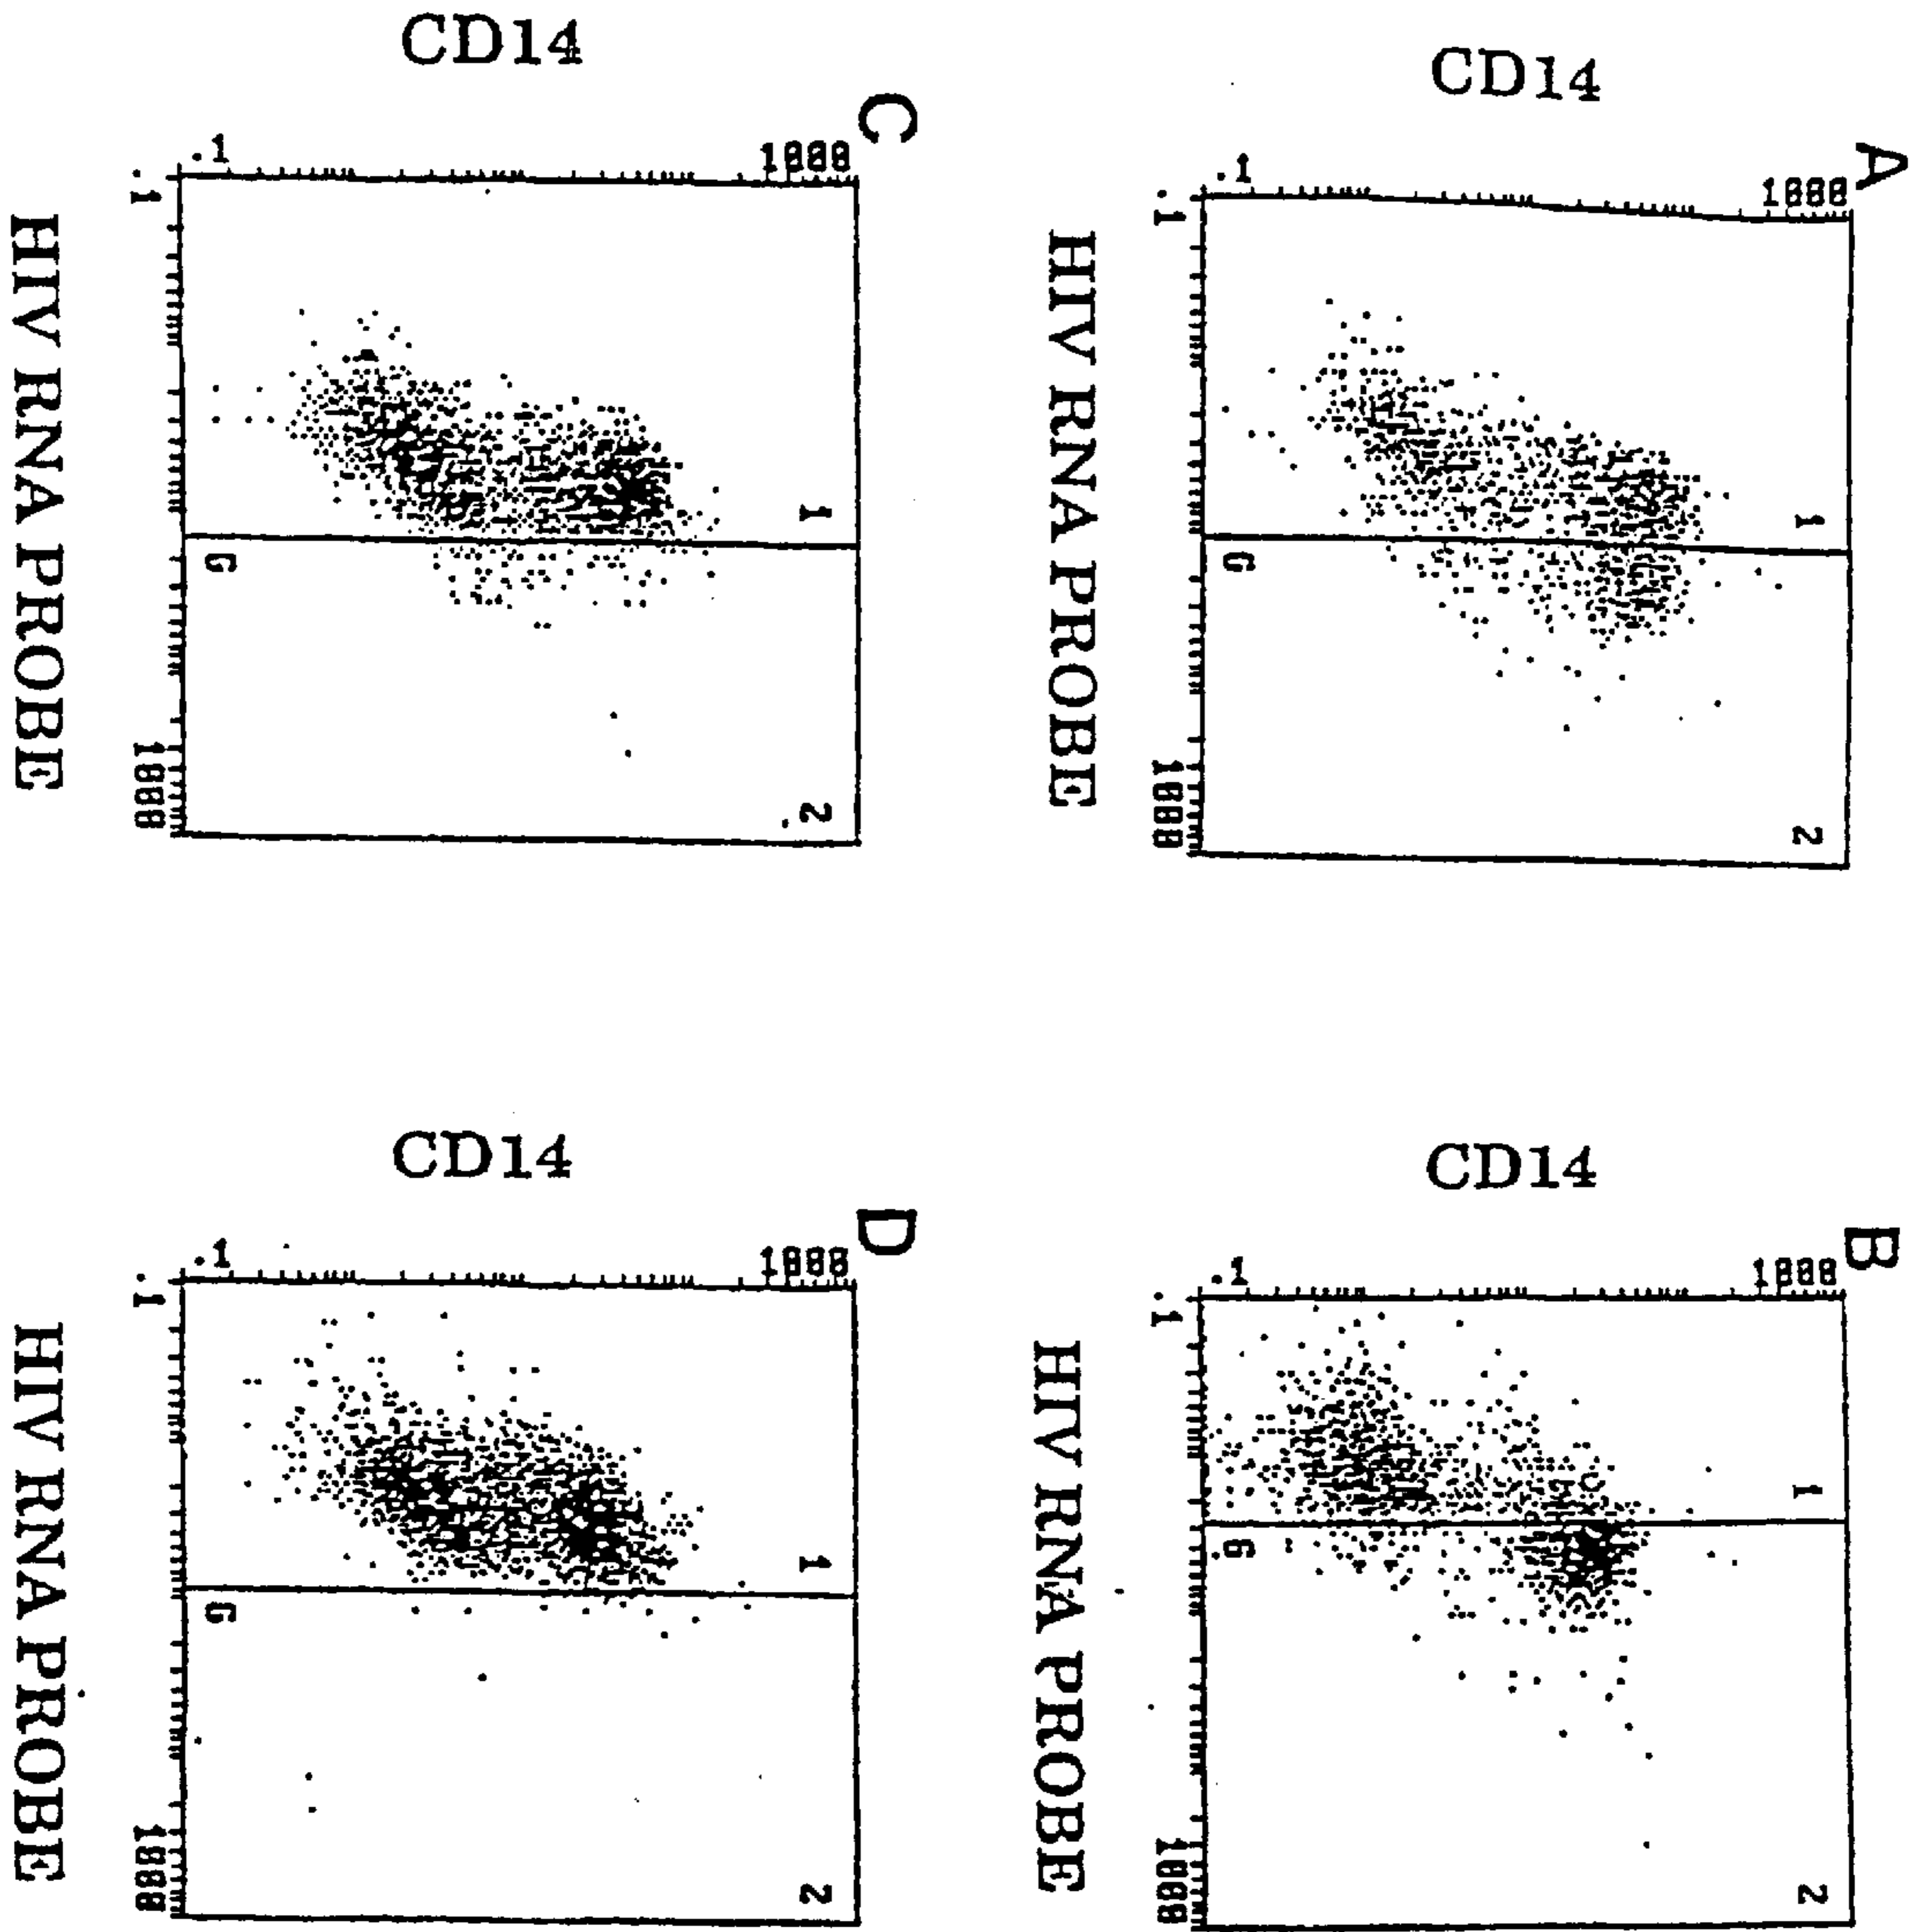 A
CD14
1000
.1
.1
1
G
2
1000
HIV RNA PROBE
B
CD14
1000
.1
.1
1
G
2
1000
HIV RNA PROBE
C
CD14
1000
.1
.1
1
G
2
1000
HIV RNA PROBE
D
CD14
1000
.1
.1
1
G
2
1000
HIV RNA PROBE